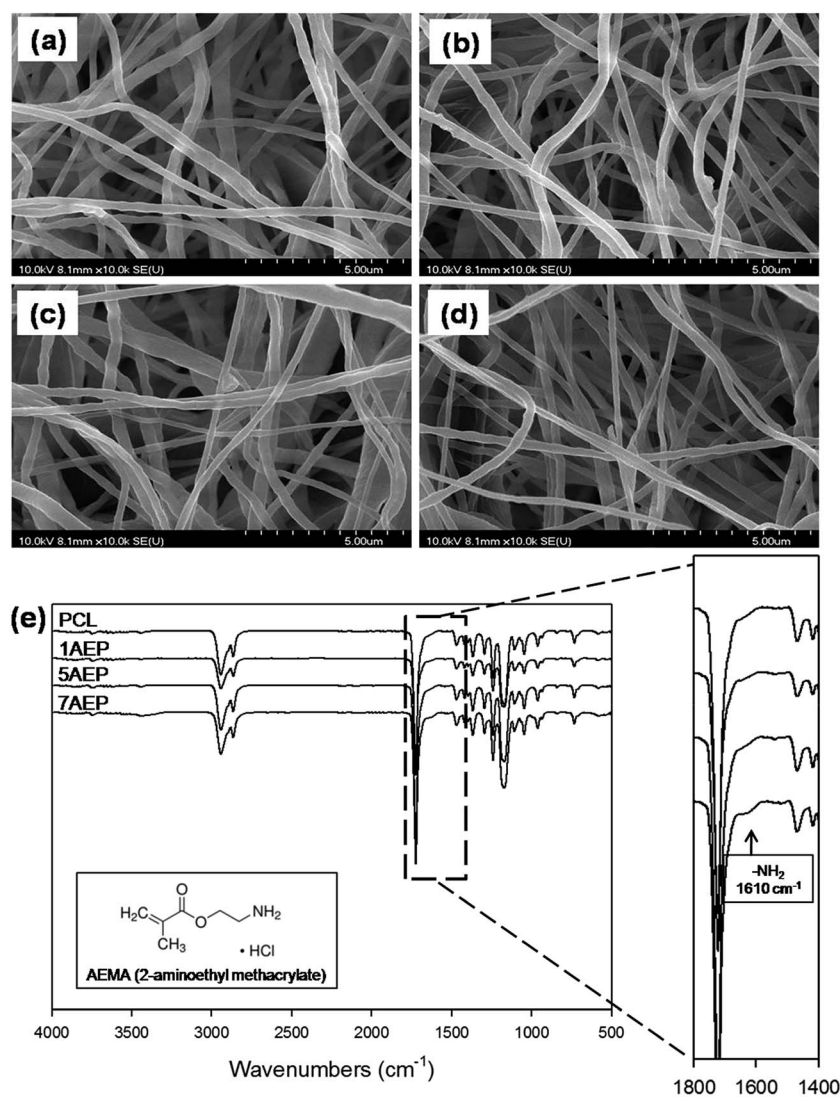 (a)
10.0kV 8.1mm x10.0k SE(U)
5.00um
(b)
10.0kV 8.1mm x10.0k SE(U)
5.00um
(c)
10.0kV 8.1mm x10.0k SE(U)
5.00um
(d)
10.0kV 8.1mm x10.0k SE(U)
5.00um
(e)
PCL
1AEP
5AEP
7AEP
O
H₂C
O
NH₂
CH₃
• HCl
AEMA (2-aminoethyl methacrylate)
4000 3500 3000 2500 2000 1500 1000 500
Wavenumbers (cm⁻¹)
-NH₂
1610 cm⁻¹
1800 1600 1400